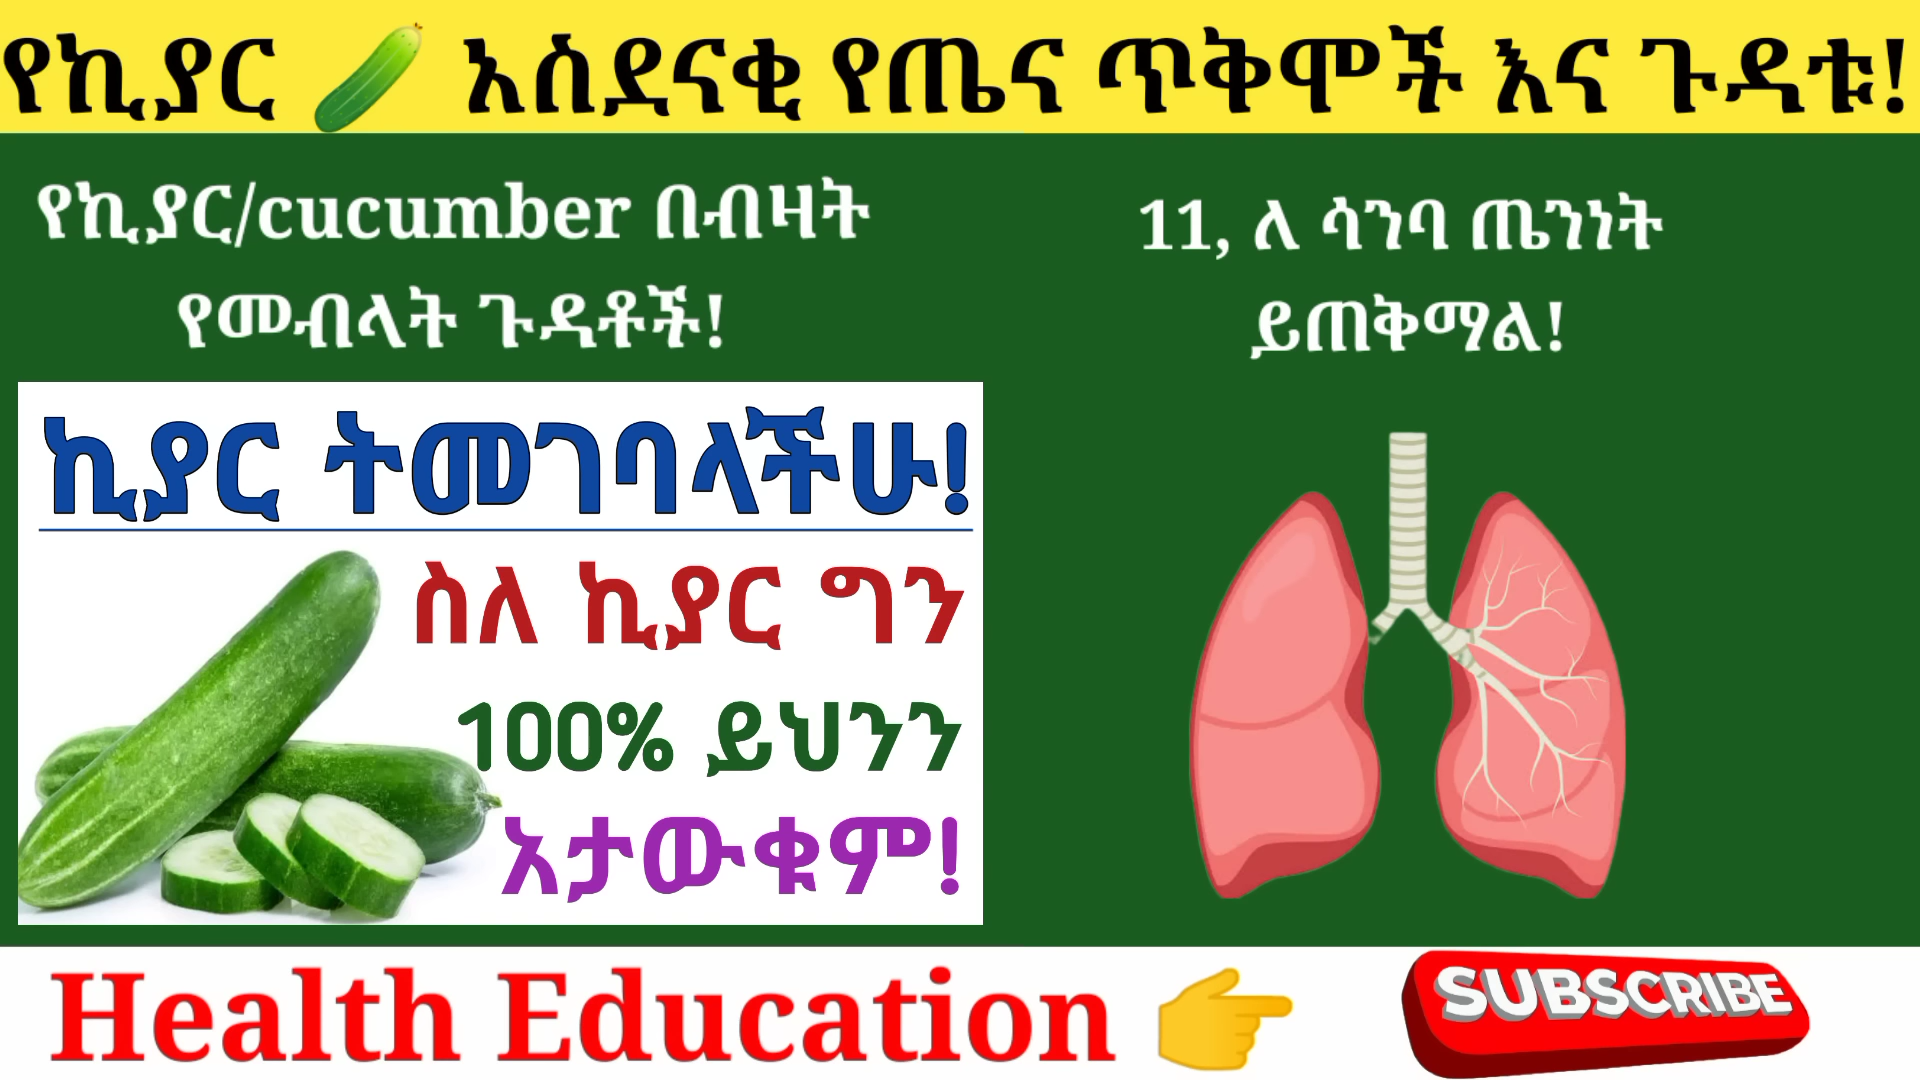 የኪያር 🥒 አስደናቂ የጤና ጥቅሞች እና ጉዳቱ!
የኪያር/cucumber በብዛት
የመብላት ጉዳቶች!
11, ለ ሳንባ ጤንነት
ይጠቅማል!
ኪያር ትመገባላችሁ!
ስለ ኪያር ግን
100% ይህንን
አታውቁም!
Health Education 👉
SUBSCRIBE